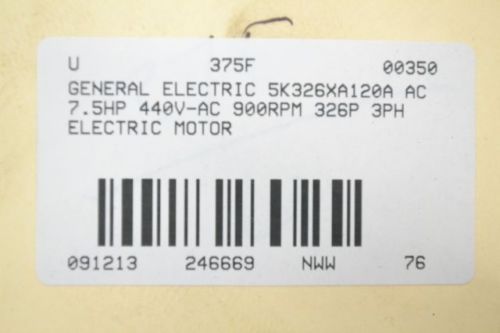 U 375F 00350
GENERAL ELECTRIC 5K326XA120A AC
7.5HP 440V-AC 900RPM 326P 3PH
ELECTRIC MOTOR
091213 246669 NWW 76